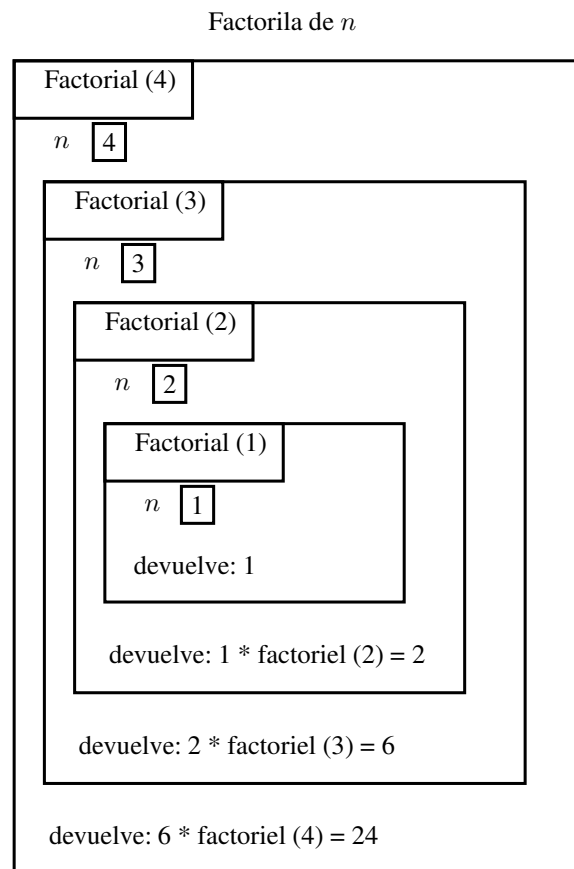 Factorila de n
Factorial (4)
n 4
Factorial (3)
n 3
Factorial (2)
n 2
Factorial (1)
n 1
devuelve: 1
devuelve: 1 * factoriel (2) = 2
devuelve: 2 * factoriel (3) = 6
devuelve: 6 * factoriel (4) = 24